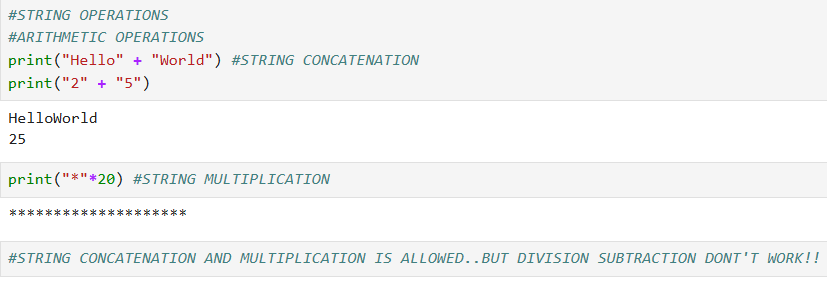 #STRING OPERATIONS
#ARITHMETIC OPERATIONS
print("Hello" + "World") #STRING CONCATENATION
print("2" + "5")
HelloWorld
25
print("*"*20) #STRING MULTIPLICATION
********************
#STRING CONCATENATION AND MULTIPLICATION IS ALLOWED..BUT DIVISION SUBTRACTION DONT'T WORK!!